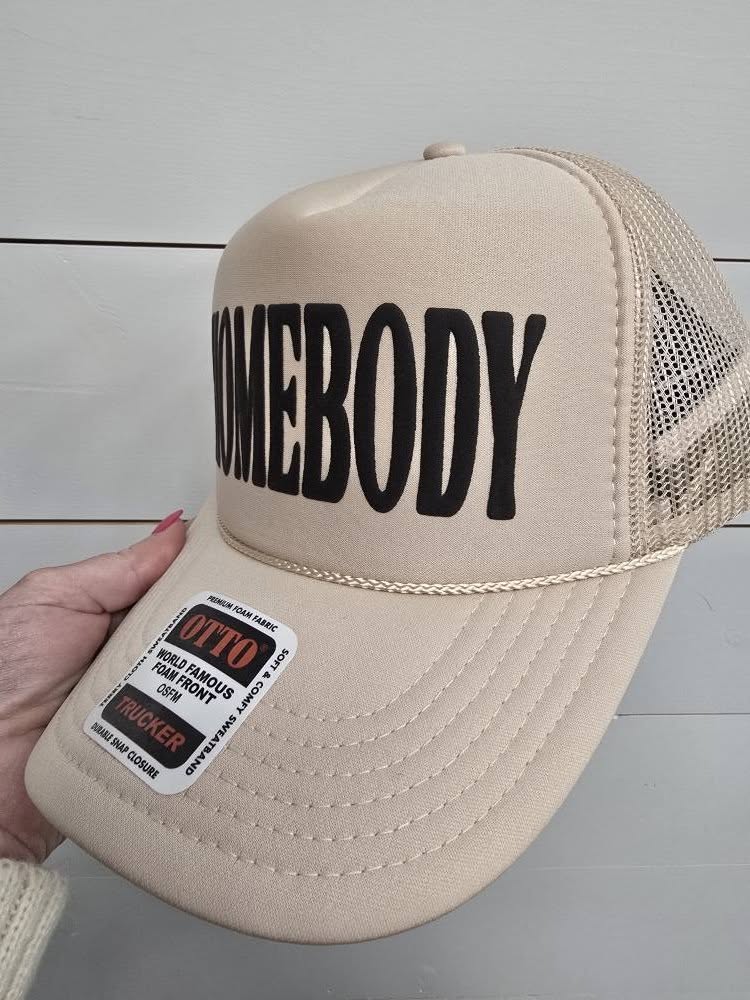 HOMEBODY
PREMIUM FOAM FABRIC
OTTO®
WORLD FAMOUS
FOAM FRONT
OSFM
TRUCKER
DURABLE SNAP CLOSURE
TERRY CLOTH SWEATBAND
SOFT & COMFY SWEATBAND